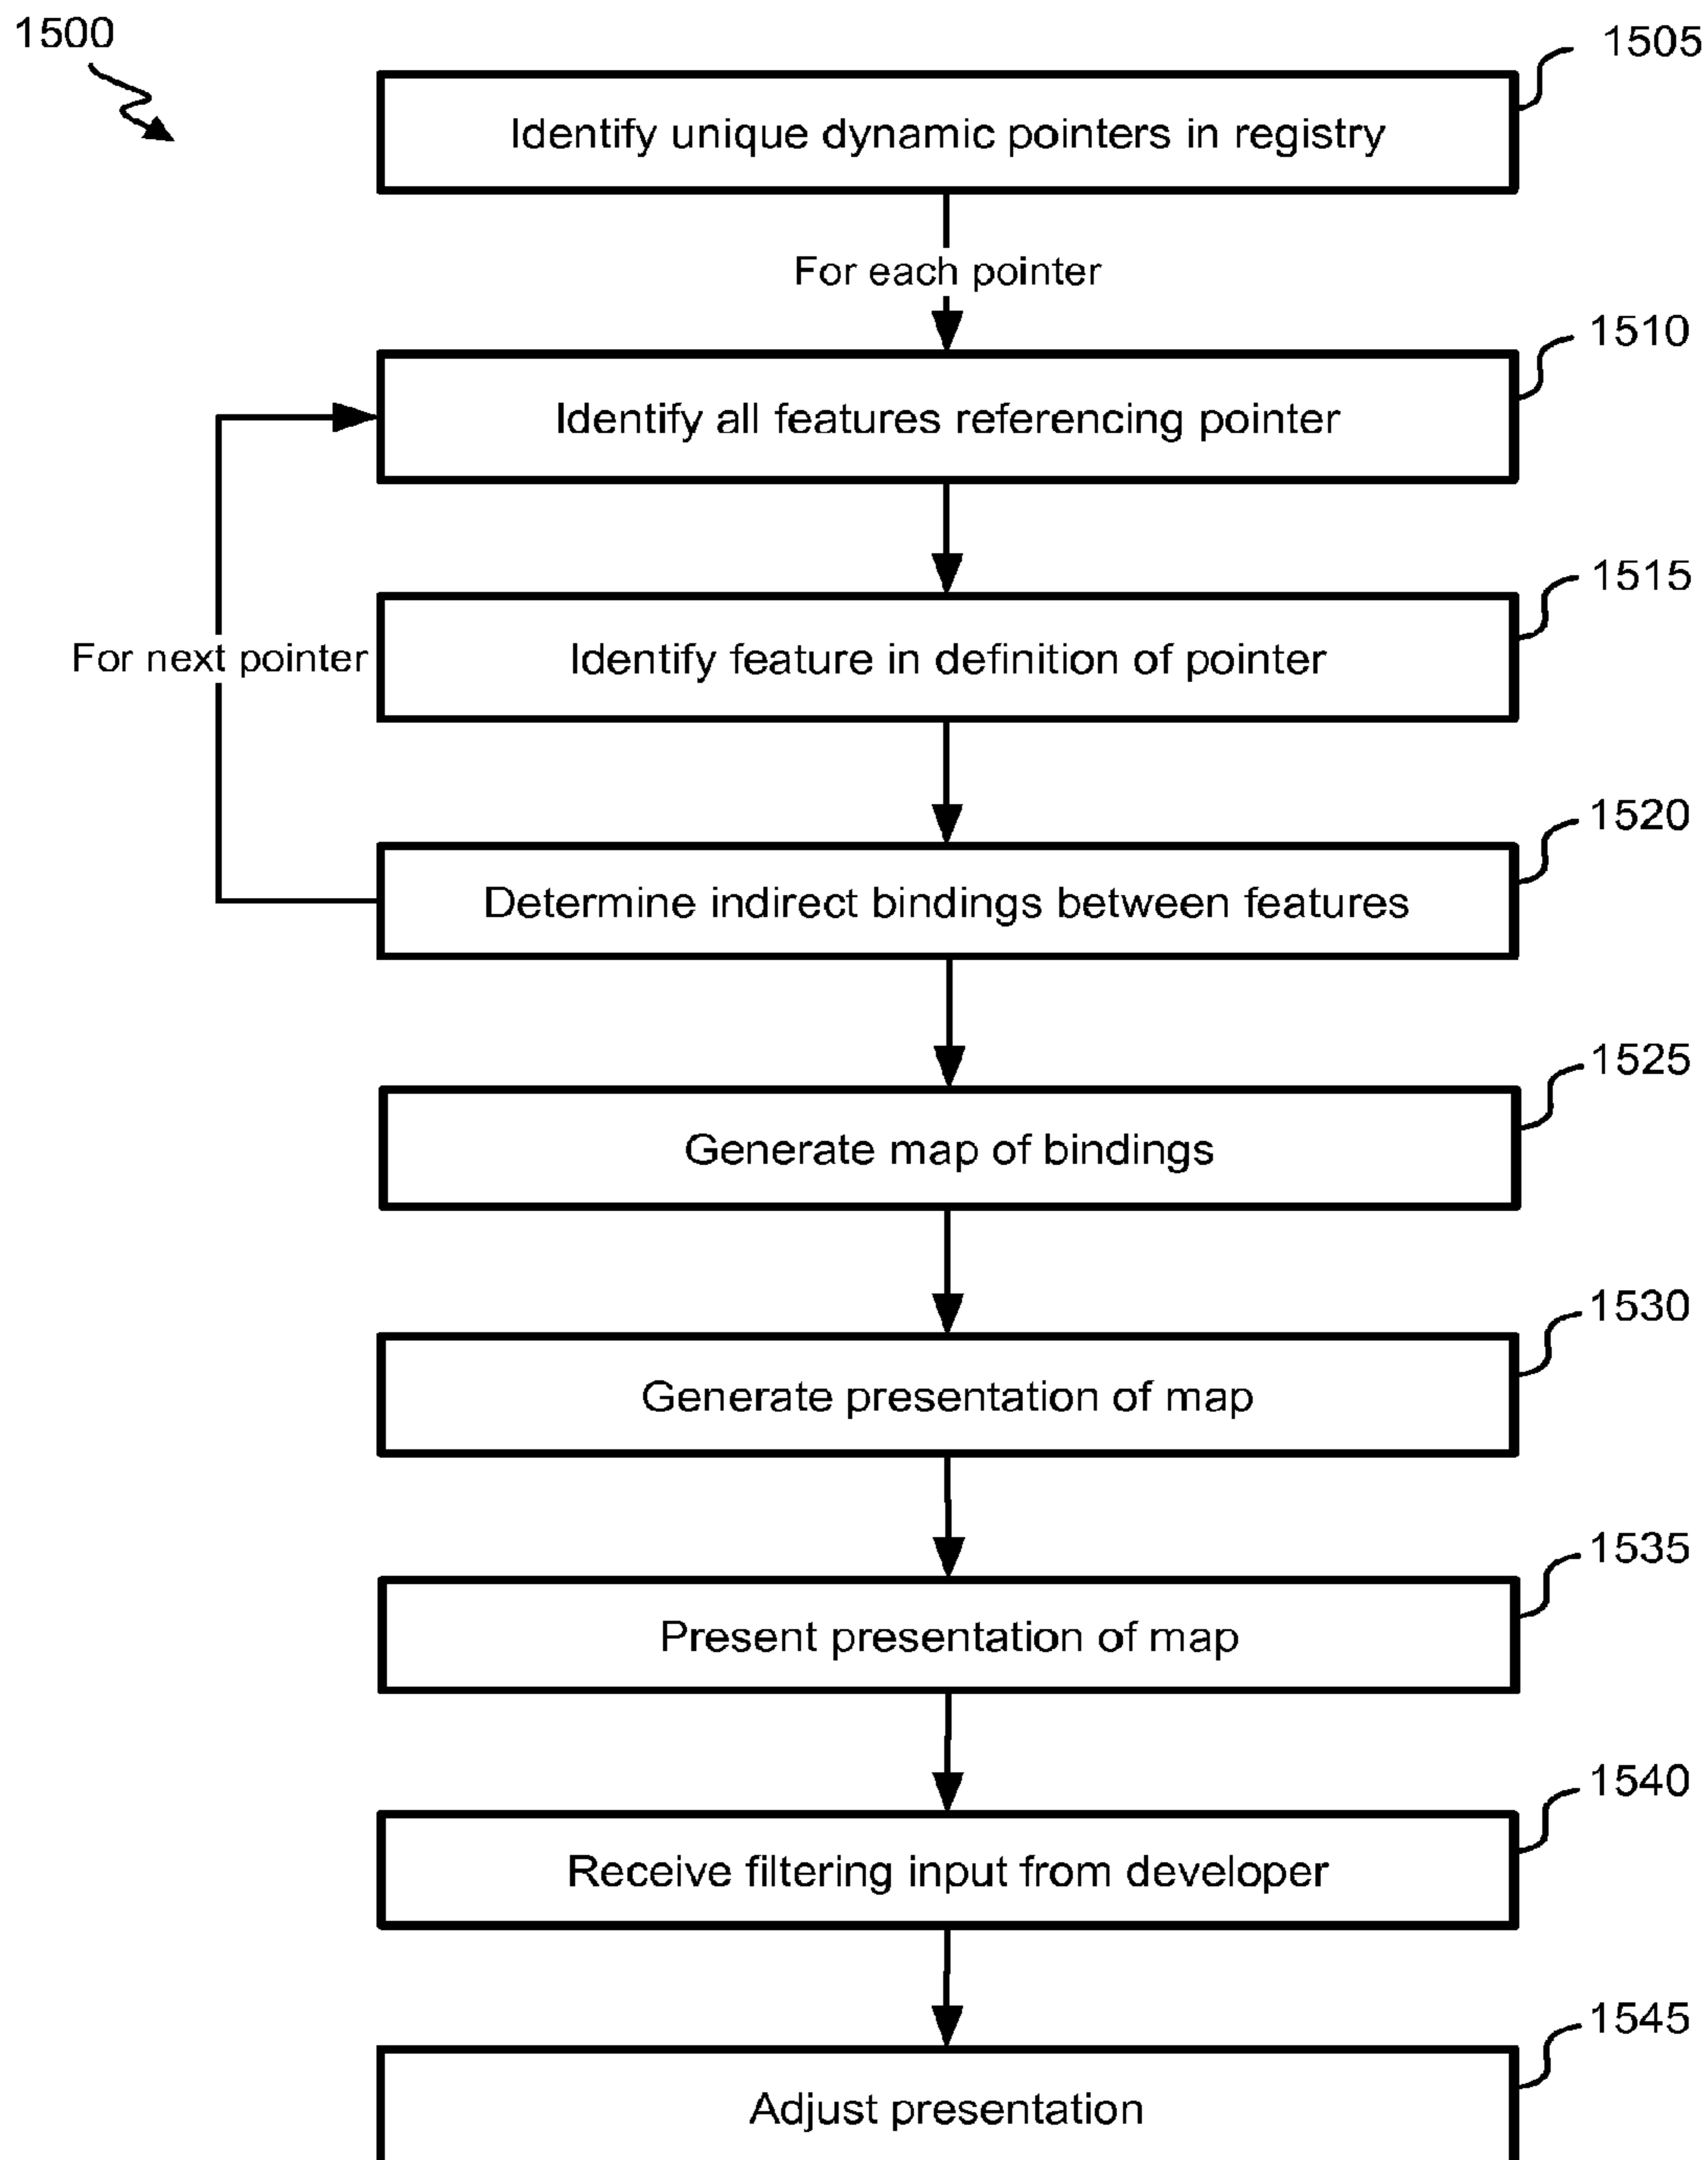 1500
1505
Identify unique dynamic pointers in registry
For each pointer
1510
Identify all features referencing pointer
1515
For next pointer
Identify feature in definition of pointer
1520
Determine indirect bindings between features
1525
Generate map of bindings
1530
Generate presentation of map
1535
Present presentation of map
1540
Receive filtering input from developer
1545
Adjust presentation